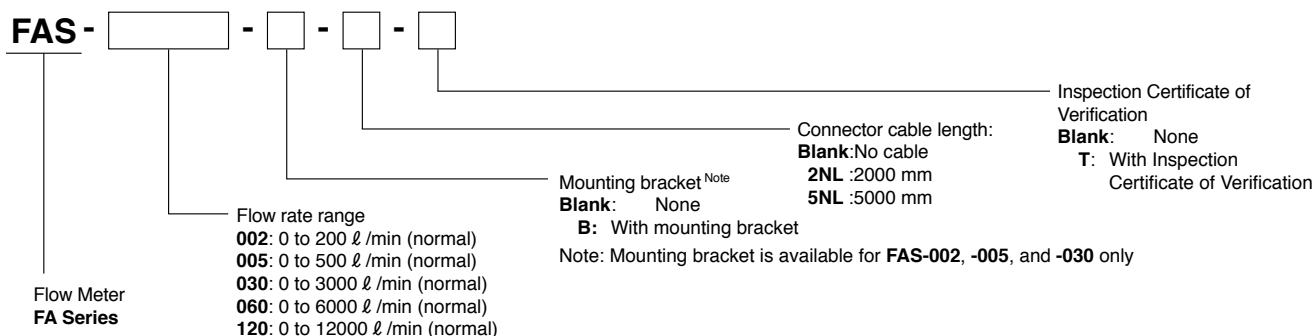 FAS - - - -
Inspection Certificate of
Verification
Blank: None
T: With Inspection
Certificate of Verification
Connector cable length:
Blank:No cable
2NL :2000 mm
5NL :5000 mm
Mounting bracket Note
Blank: None
B: With mounting bracket
Note: Mounting bracket is available for FAS-002, -005, and -030 only
Flow rate range
002: 0 to 200 ℓ /min (normal)
005: 0 to 500 ℓ /min (normal)
030: 0 to 3000 ℓ /min (normal)
060: 0 to 6000 ℓ /min (normal)
120: 0 to 12000 ℓ /min (normal)
Flow Meter
FA Series